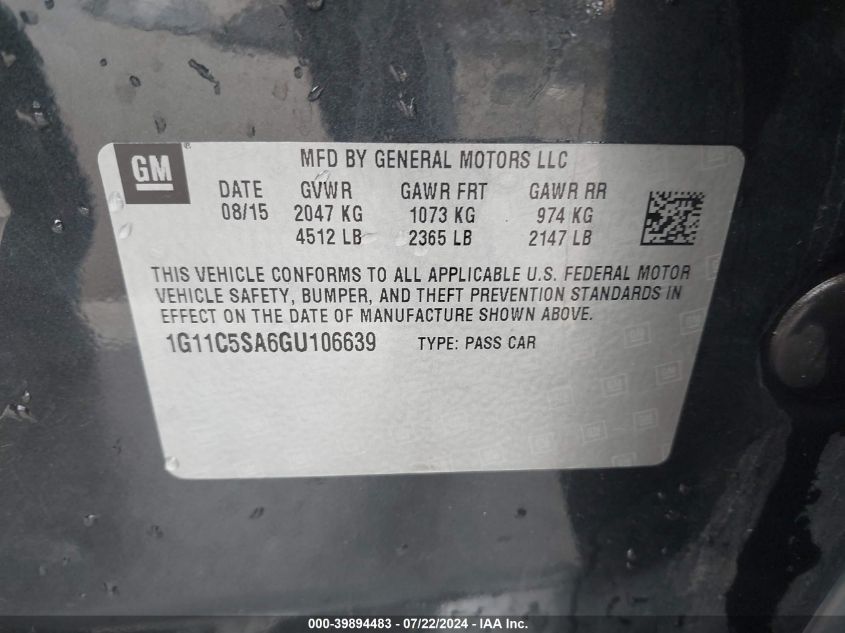 GM
®
MFD BY GENERAL MOTORS LLC
DATE GVWR GAWR FRT GAWR RR
08/15 2047 KG 1073 KG 974 KG
4512 LB 2365 LB 2147 LB
THIS VEHICLE CONFORMS TO ALL APPLICABLE U.S. FEDERAL MOTOR
VEHICLE SAFETY, BUMPER, AND THEFT PREVENTION STANDARDS IN
EFFECT ON THE DATE OF MANUFACTURE SHOWN ABOVE.
1G11C5SA6GU106639 TYPE: PASS CAR
000-39894483 - 07/22/2024 - IAA Inc.